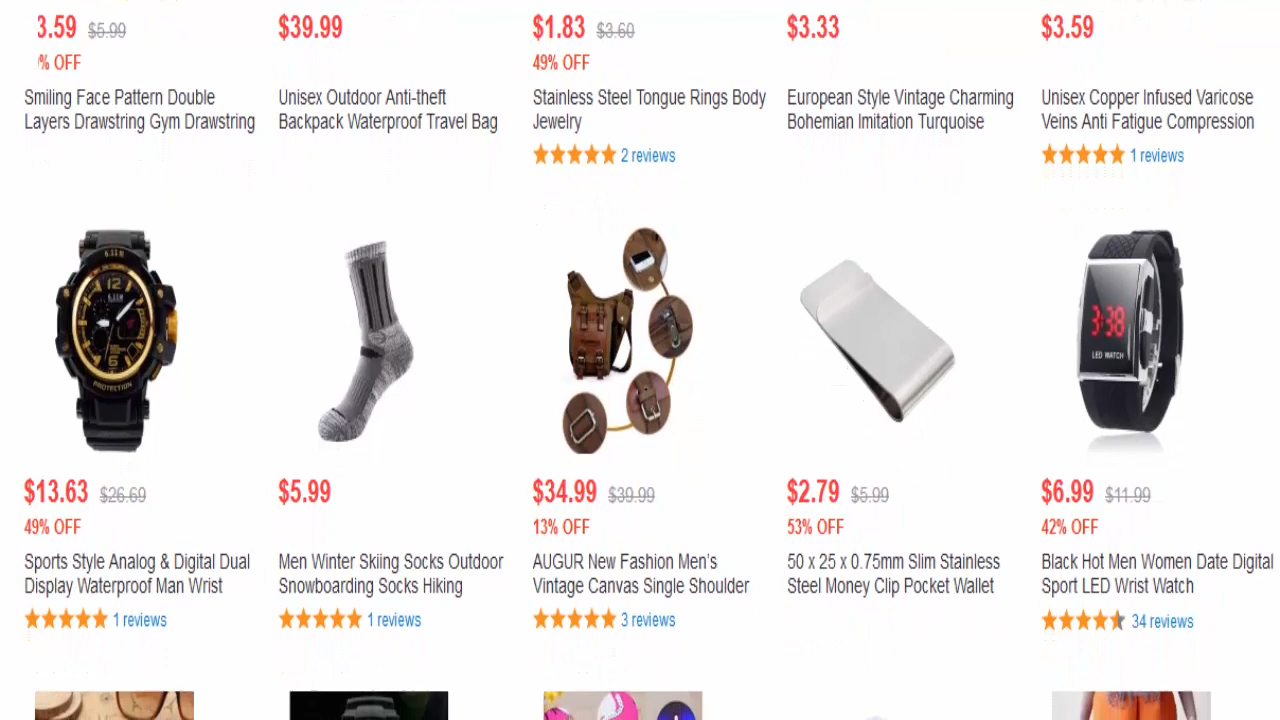 3.59 $5.99
% OFF
Smiling Face Pattern Double
Layers Drawstring Gym Drawstring
$39.99
Unisex Outdoor Anti-theft
Backpack Waterproof Travel Bag
$1.83 $3.60
49% OFF
Stainless Steel Tongue Rings Body
Jewelry
2 reviews
$3.33
European Style Vintage Charming
Bohemian Imitation Turquoise
$3.59
Unisex Copper Infused Varicose
Veins Anti Fatigue Compression
1 reviews
12
6
PROTECTION
3:38
LED WATCH
$13.63 $26.69
49% OFF
Sports Style Analog & Digital Dual
Display Waterproof Man Wrist
1 reviews
$5.99
Men Winter Skiing Socks Outdoor
Snowboarding Socks Hiking
1 reviews
$34.99 $39.99
13% OFF
AUGUR New Fashion Men's
Vintage Canvas Single Shoulder
3 reviews
$2.79 $5.99
53% OFF
50 x 25 x 0.75mm Slim Stainless
Steel Money Clip Pocket Wallet
$6.99 $11.99
42% OFF
Black Hot Men Women Date Digital
Sport LED Wrist Watch
34 reviews